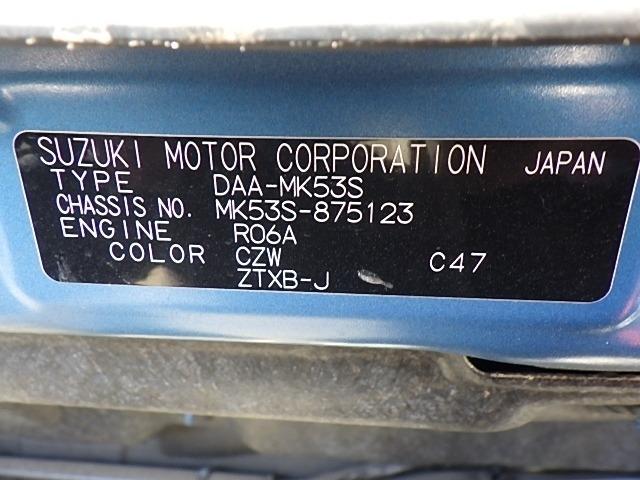 SUZUKI MOTOR CORPORATION JAPAN
TYPE DAA-MK53S
CHASSIS NO. MK53S-875123
ENGINE R06A
COLOR CZW C47
ZTXB-J